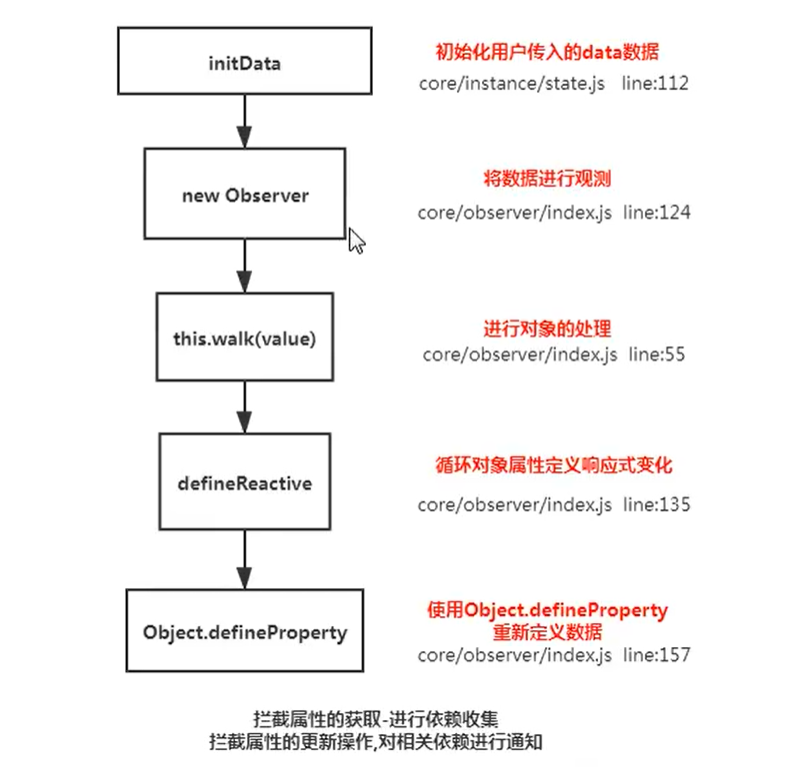 initData
初始化用户传入的data数据
core/instance/state.js line:112
new Observer
将数据进行观测
core/observer/index.js line:124
this.walk(value)
进行对象的处理
core/observer/index.js line:55
defineReactive
循环对象属性定义响应式变化
core/observer/index.js line:135
Object.defineProperty
使用Object.defineProperty
重新定义数据
core/observer/index.js line:157
拦截属性的获取-进行依赖收集
拦截属性的更新操作,对相关依赖进行通知